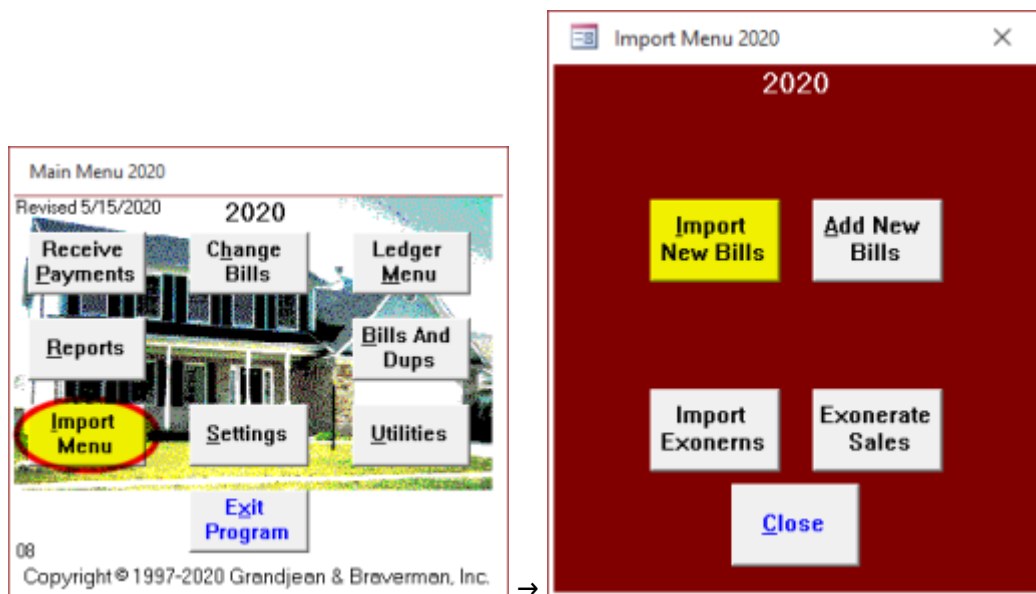 Main Menu 2020
Revised 5/15/2020
2020
Receive
Payments
Change
Bills
Ledger
Menu
Reports
Bills And
Dups
Import
Menu
Settings
Utilities
Exit
Program
08
Copyright © 1997-2020 Grandjean & Braverman, Inc.
→
Import Menu 2020
2020
Import
New Bills
Add New
Bills
Import
Exonerns
Exonerate
Sales
Close